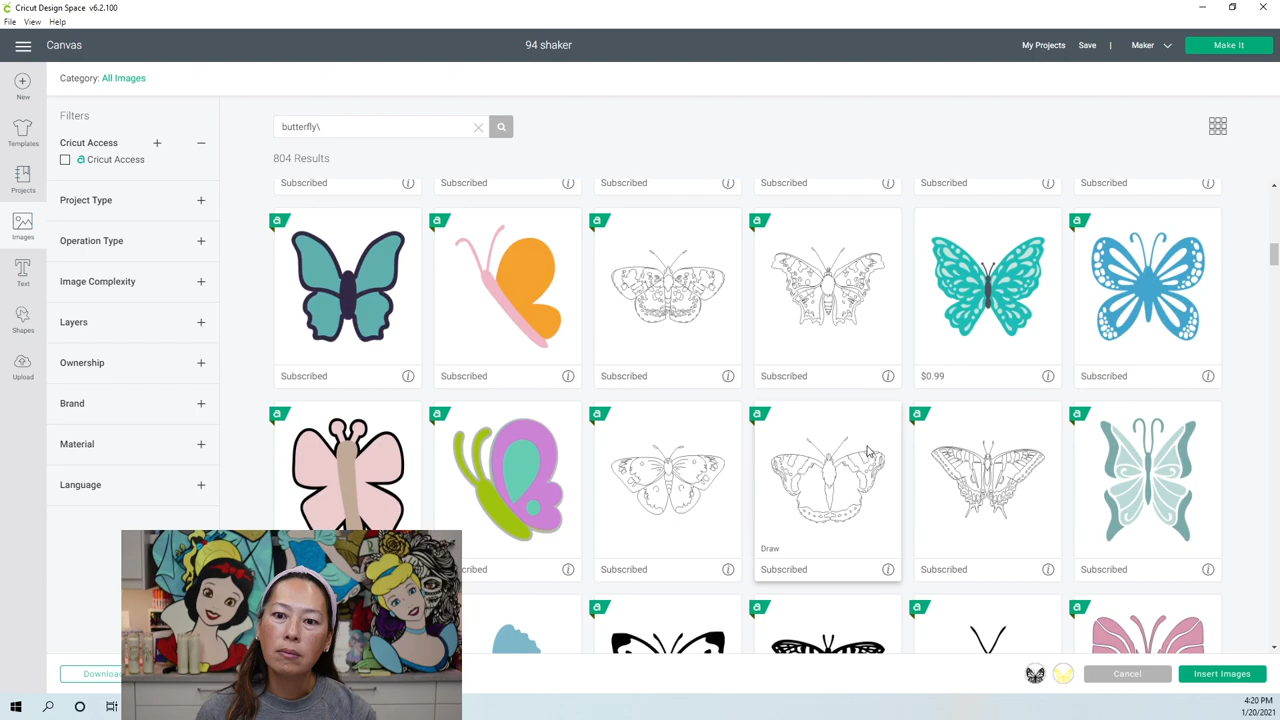 Cricut Design Space v6.2.100
File View Help
Canvas
94 shaker
My Projects Save | Maker Make It
New
Templates
Projects
Images
Text
Shapes
Upload
Category: All Images
Filters
Cricut Access
a Cricut Access
Project Type
Operation Type
Image Complexity
Layers
Ownership
Brand
Material
Language
butterfly\
804 Results
Subscribed Subscribed Subscribed Subscribed Subscribed Subscribed
a a a a a
Subscribed Subscribed Subscribed Subscribed $0.99 Subscribed
a a a a a a
Draw
Subscribed Subscribed Subscribed Subscribed
a a a a
Download
Cancel Insert Images
4:20 PM
1/20/2021